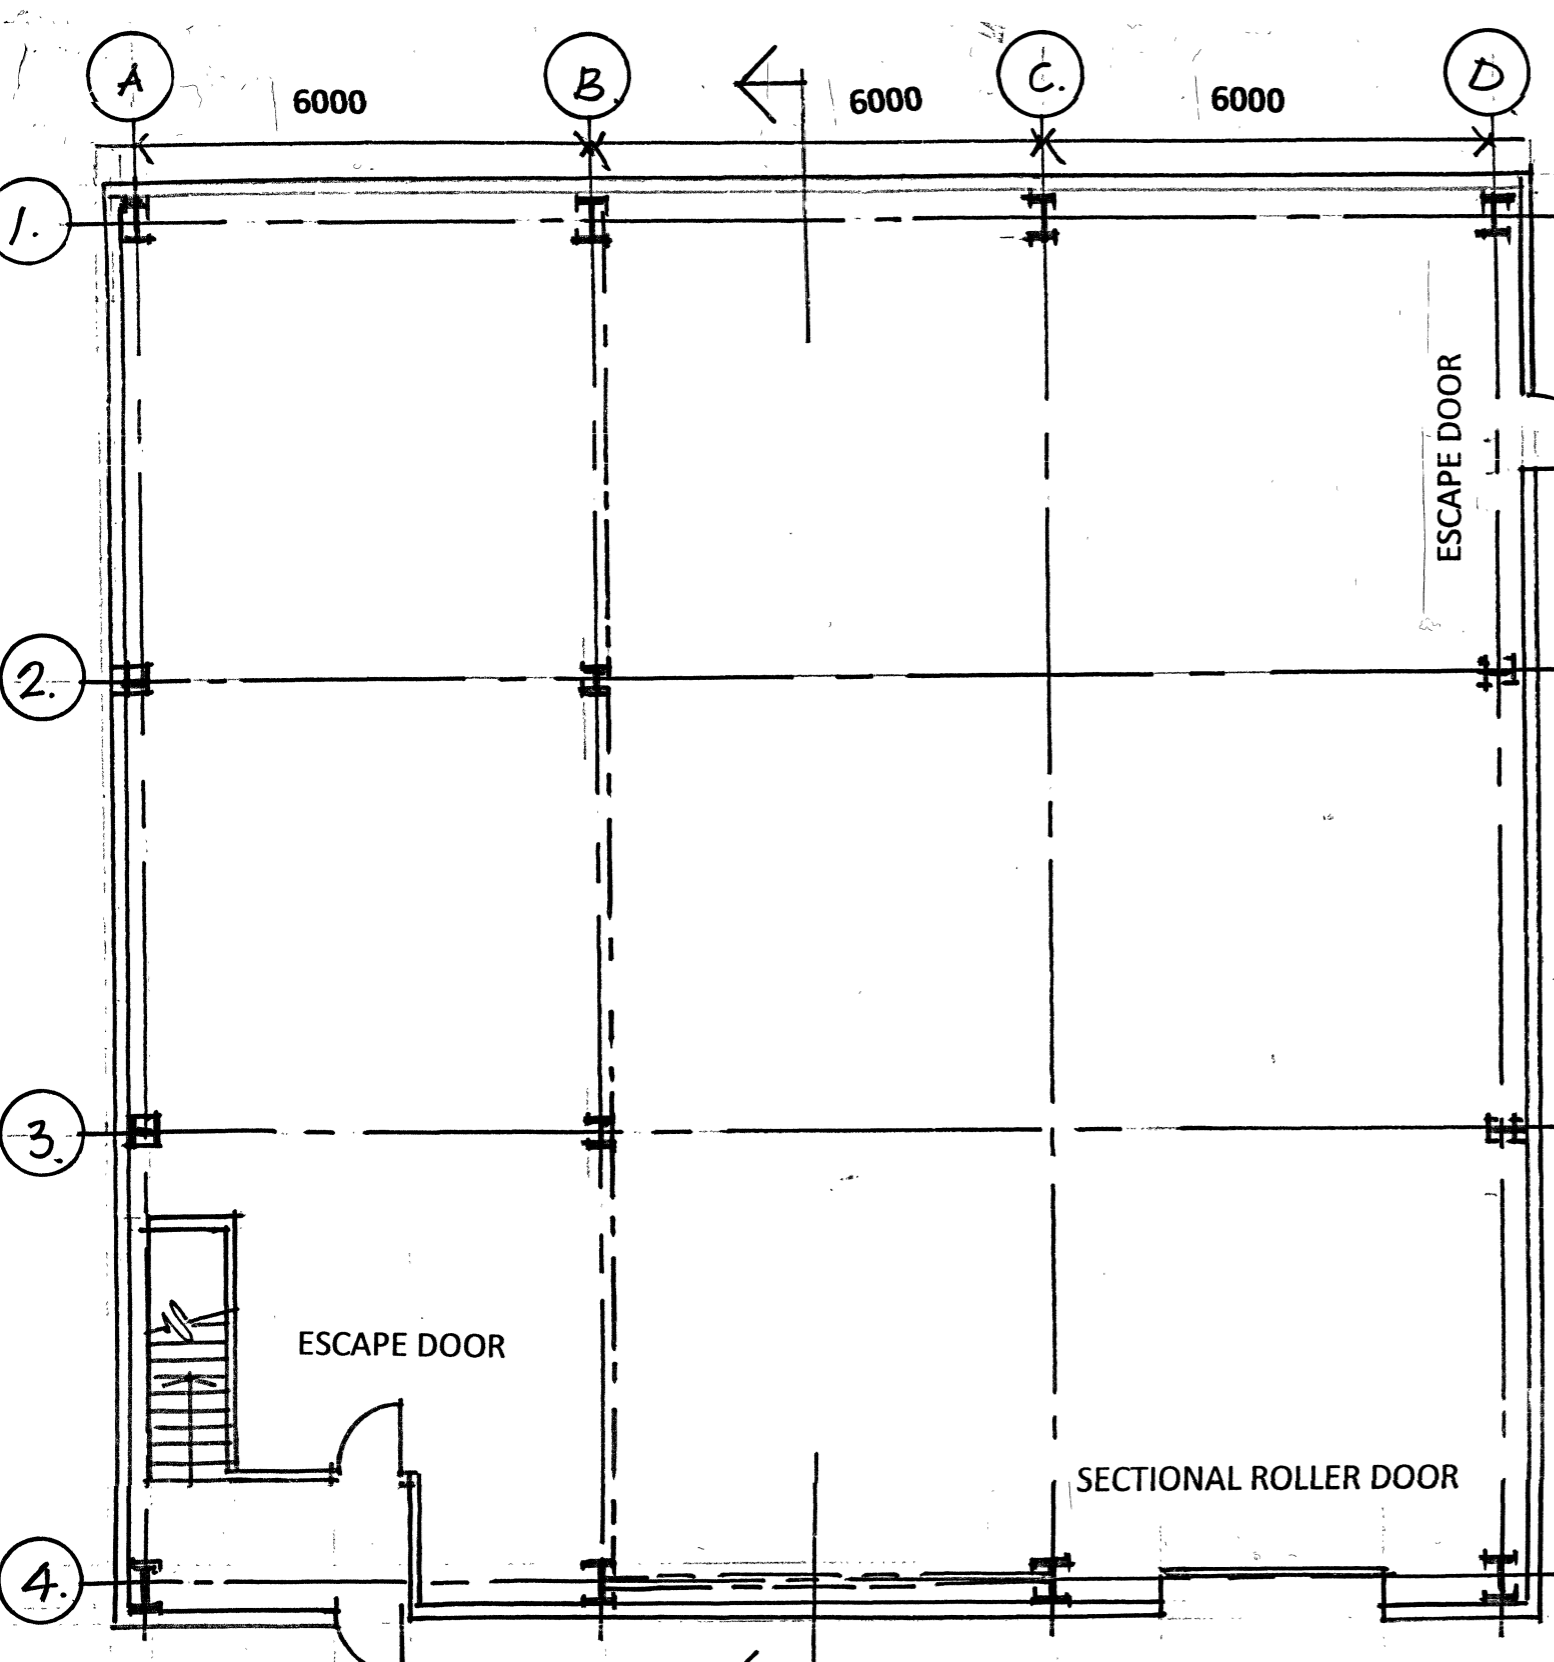 A
B.
C.
D
6000
6000
6000
1.
ESCAPE DOOR
2.
3.
ESCAPE DOOR
SECTIONAL ROLLER DOOR
4.